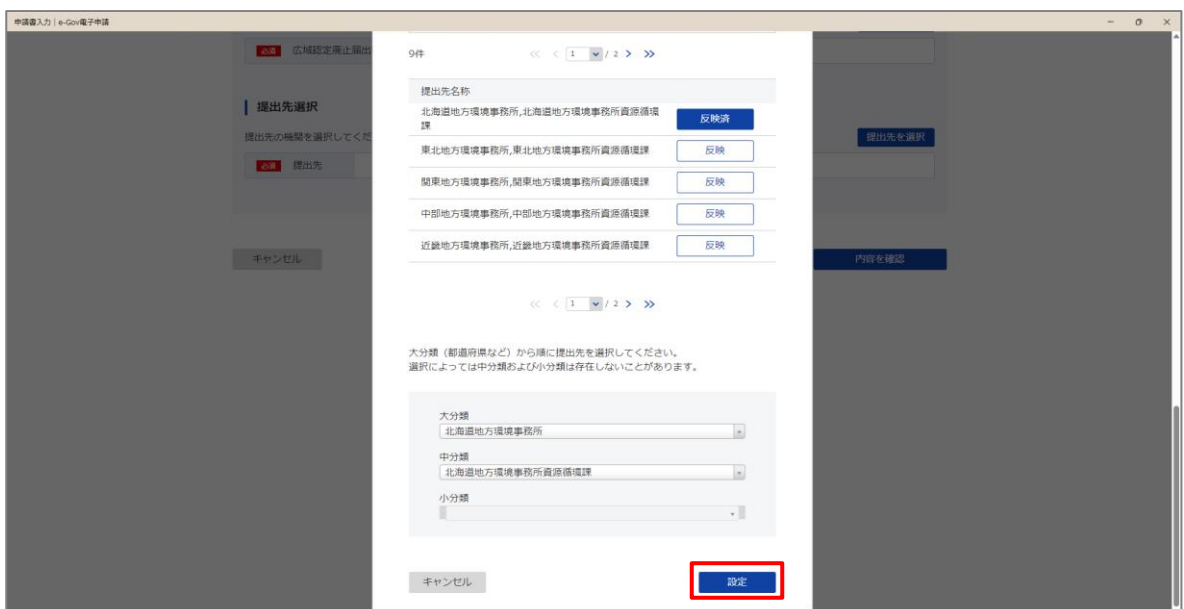 申請書入力｜e-Gov電子申請
必須 広域認定廃止届出
9件
1 / 2
提出先名称
提出先選択
北海道地方環境事務所,北海道地方環境事務所資源循環課
反映済
提出先の機関を選択してくだ
提出先を選択
東北地方環境事務所,東北地方環境事務所資源循環課
反映
必須 提出先
関東地方環境事務所,関東地方環境事務所資源循環課
反映
中部地方環境事務所,中部地方環境事務所資源循環課
反映
近畿地方環境事務所,近畿地方環境事務所資源循環課
反映
キャンセル
内容を確認
1 / 2
大分類（都道府県など）から順に提出先を選択してください。
選択によっては中分類および小分類は存在しないことがあります。
大分類
北海道地方環境事務所
中分類
北海道地方環境事務所資源循環課
小分類
キャンセル
設定